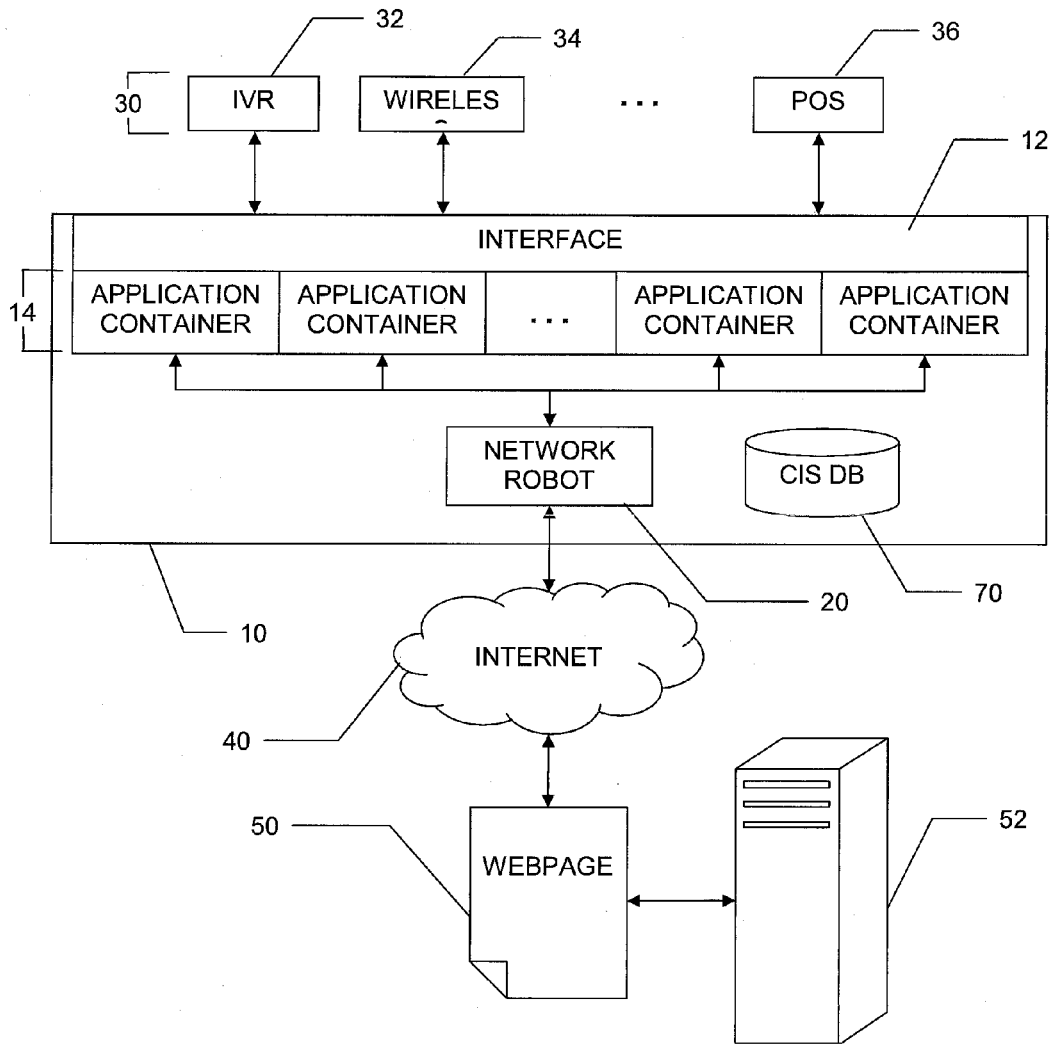 32
34
36
30
IVR
WIRELES
...
POS
12
INTERFACE
14
APPLICATION
CONTAINER
APPLICATION
CONTAINER
...
APPLICATION
CONTAINER
APPLICATION
CONTAINER
NETWORK
ROBOT
CIS DB
10
20
70
INTERNET
40
50
WEBPAGE
52